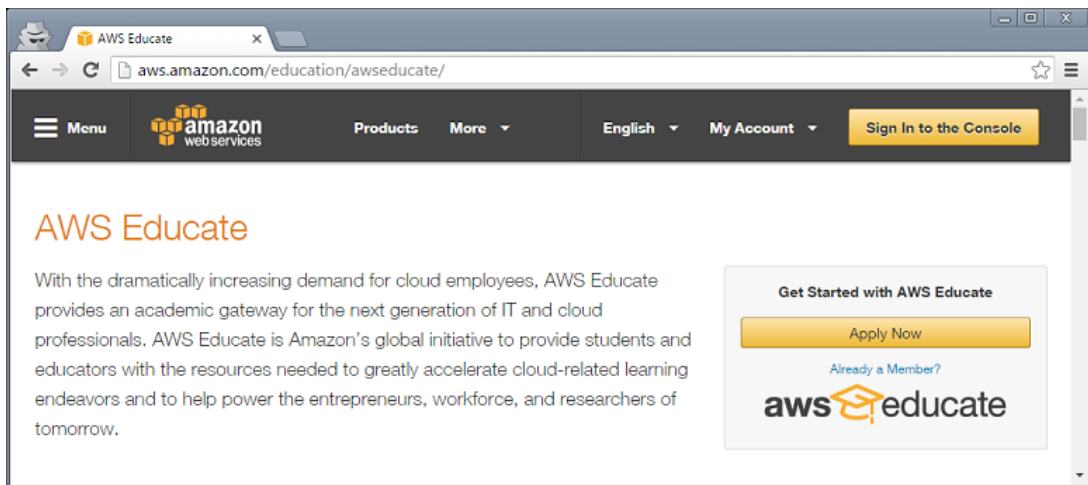 AWS Educate
aws.amazon.com/education/awseducate/
Menu
amazon
webservices
Products
More
English
My Account
Sign In to the Console
AWS Educate
With the dramatically increasing demand for cloud employees, AWS Educate
provides an academic gateway for the next generation of IT and cloud
professionals. AWS Educate is Amazon's global initiative to provide students and
educators with the resources needed to greatly accelerate cloud-related learning
endeavors and to help power the entrepreneurs, workforce, and researchers of
tomorrow.
Get Started with AWS Educate
Apply Now
Already a Member?
aws educate